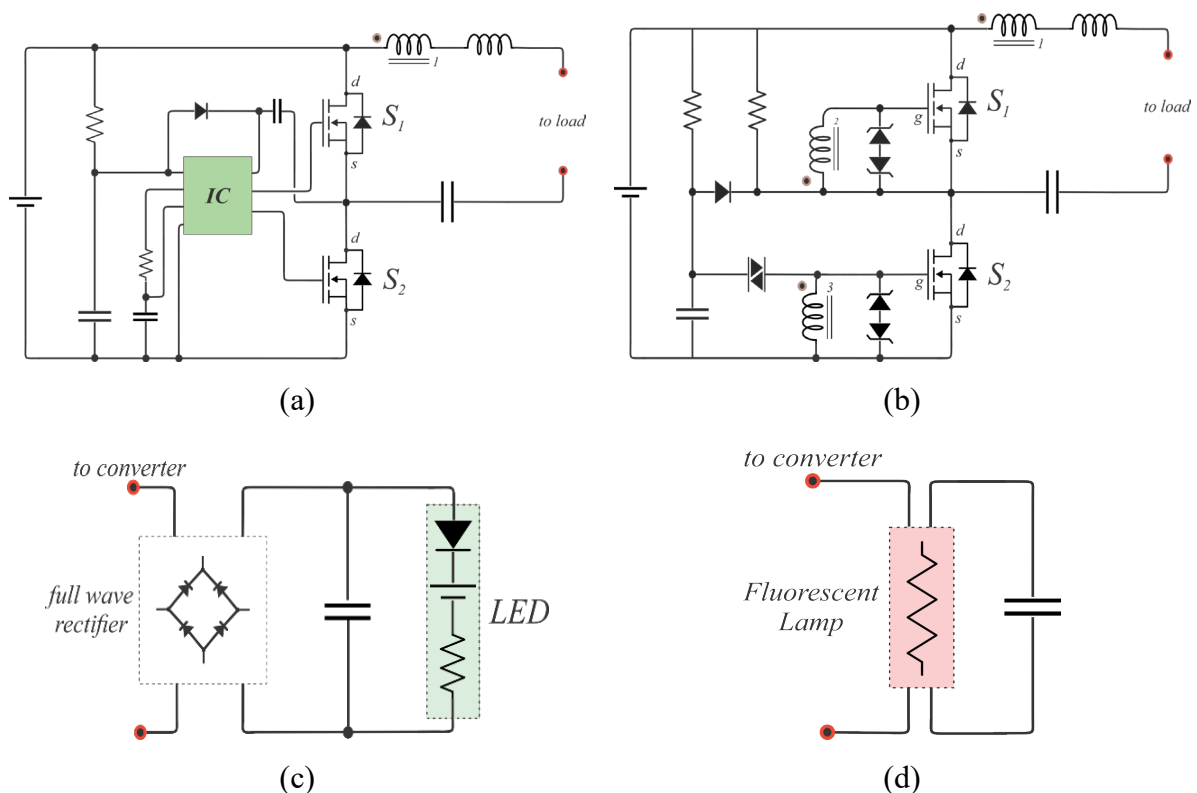 1
d
S1
s
to load
IC
d
S2
s
(a)
1
d
S1
g
s
to load
2
d
S2
g
s
3
(b)
to converter
full wave
rectifier
LED
(c)
to converter
Fluorescent
Lamp
(d)